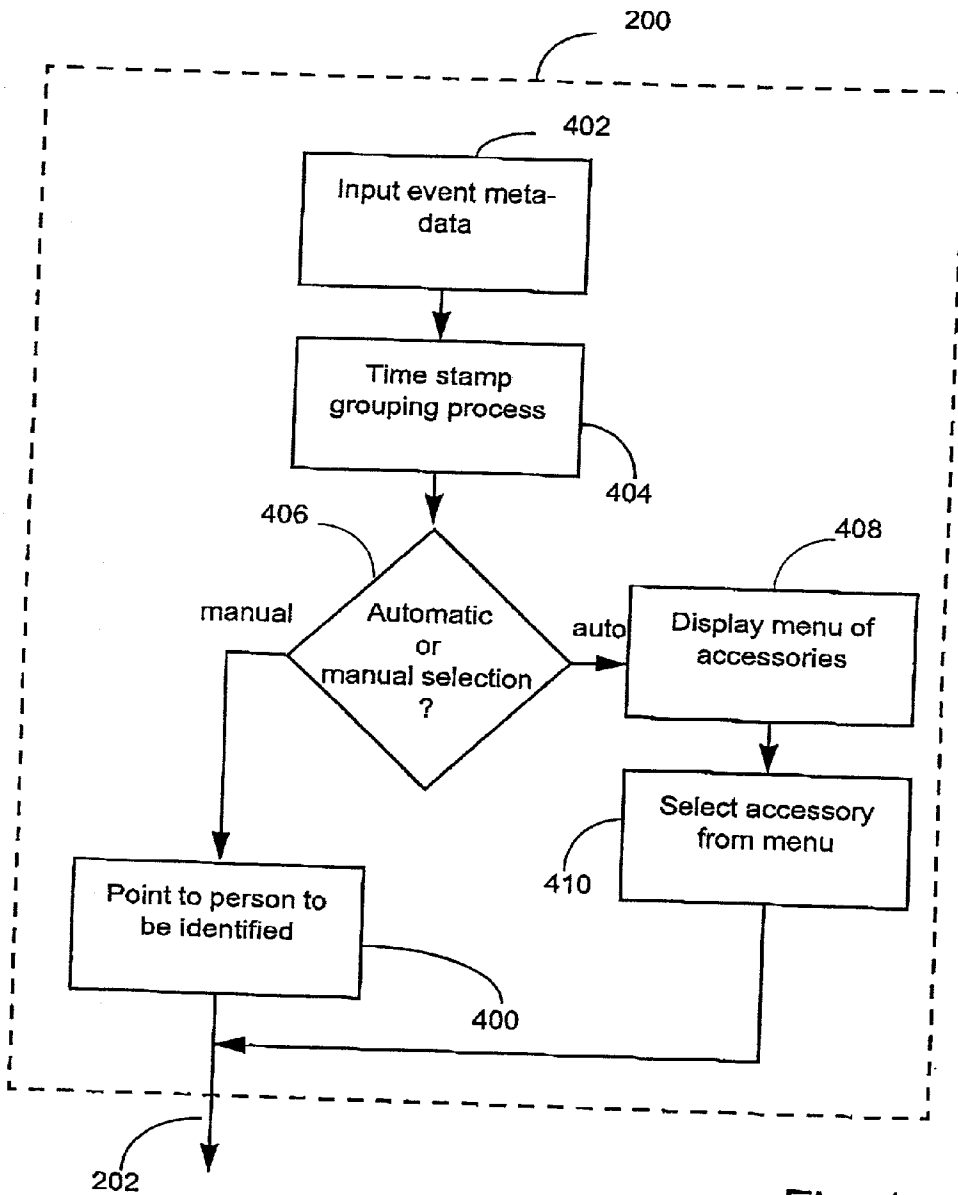 200
402
Input event meta-
data
Time stamp
grouping process
404
406
408
manual
Automatic
or
manual selection
?
auto
Display menu of
accessories
Select accessory
from menu
410
Point to person to
be identified
400
202